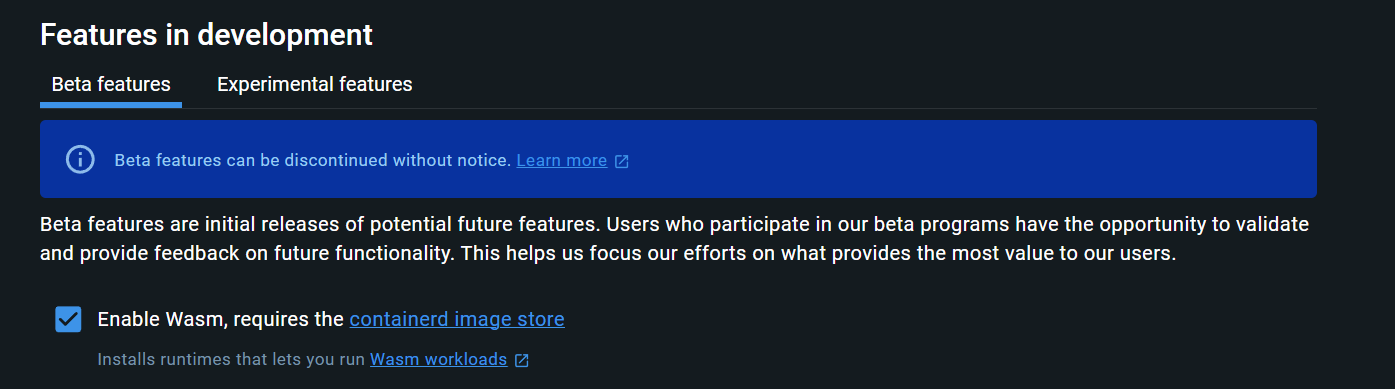 Features in development
Beta features
Experimental features
Beta features can be discontinued without notice. Learn more
Beta features are initial releases of potential future features. Users who participate in our beta programs have the opportunity to validate
and provide feedback on future functionality. This helps us focus our efforts on what provides the most value to our users.
Enable Wasm, requires the containerd image store
Installs runtimes that lets you run Wasm workloads